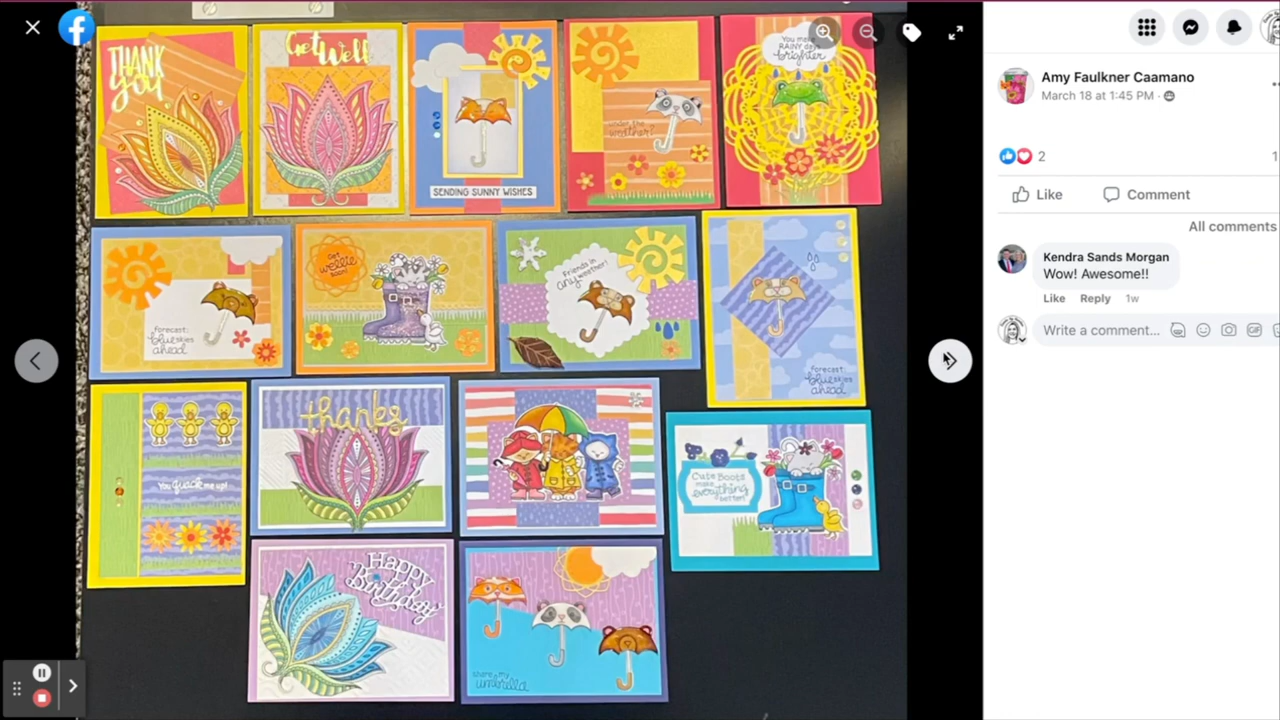 THANK
you
Get Well
SENDING SUNNY WISHES
under the
weather?
You make
RAINY days
brighter
forecast:
blue skies
ahead
Get
wellie
soon!
Friends in
any weather!
forecast:
blue skies
ahead
You quack me up!
thanks
Cute Boots
make
everything
better!
Happy
Birthday
share my
umbrella
Amy Faulkner Caamano
March 18 at 1:45 PM ·
2
1
Like
Comment
All comments
Kendra Sands Morgan
Wow! Awesome!!
Like Reply 1w
Write a comment...
GIF